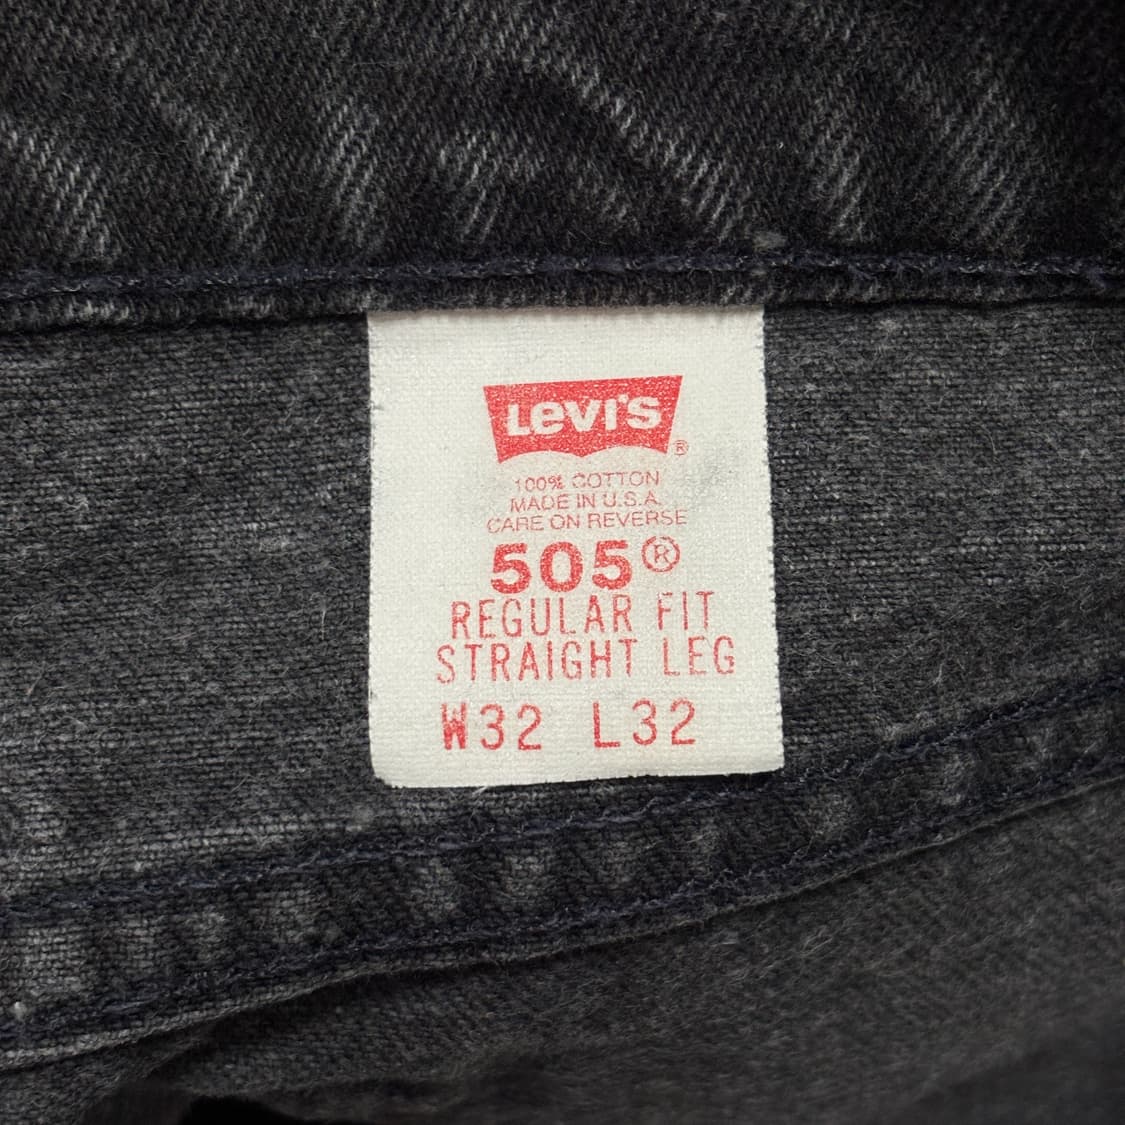 LEVI'S ®
100% COTTON
MADE IN U.S.A.
CARE ON REVERSE
505®
REGULAR FIT
STRAIGHT LEG
W32 L32